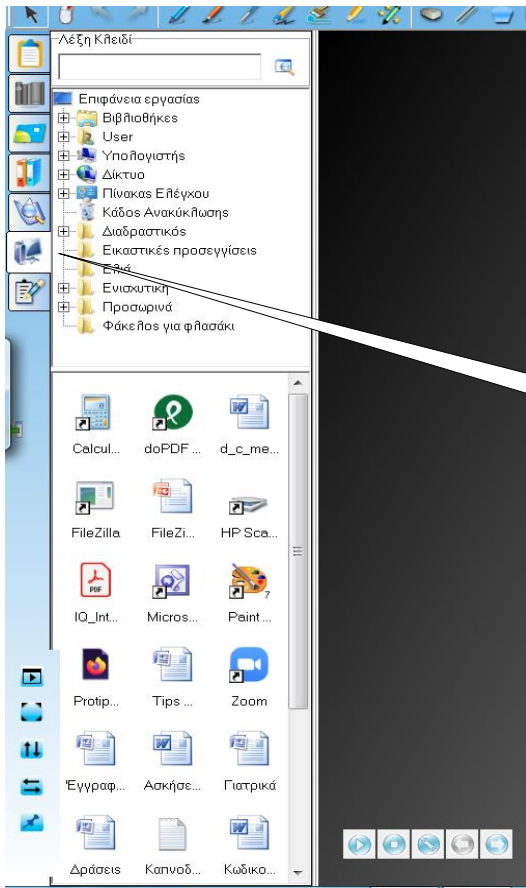 Λέξη Κλειδί
Επιφάνεια εργασίας
Βιβλιοθήκες
User
Υπολογιστής
Δίκτυο
Πίνακας Ελέγχου
Κάδος Ανακύκλωσης
Διαδραστικός
Εικαστικές προσεγγίσεις
Ελιά
Ενισχυτική
Προσωρινά
Φάκελος για φλασάκι
Calcul... doPDF ... d_c_me...
FileZilla FileZi... HP Sca...
IQ_Int... Micros... Paint ...
Protip... Tips ... Zoom
Έγγραφ... Ασκήσε... Γιατρικά
Δράσεις Καπνοδ... Κωδικο...